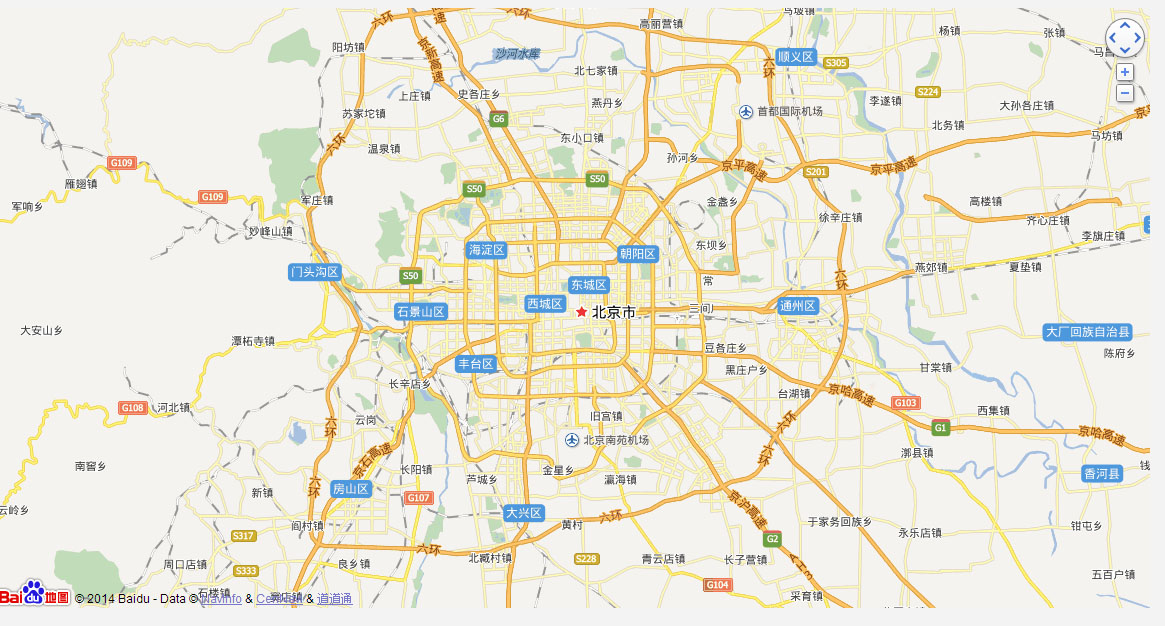 六环
京新高速
六环
高丽营镇
杨镇
张镇
阳坊镇
沙河水库
顺义区
S305
六环
北七家镇
上庄镇
史各庄乡
燕丹乡
李遂镇
S224
大孙各庄镇
苏家坨镇
G6
首都国际机场
北务镇
马坊镇
六环
温泉镇
东小口镇
孙河乡
京平高速
S201
京平高速
G109
雁翅镇
G109
军庄镇
S50
S50
军响乡
金盏乡
高楼镇
徐辛庄镇
齐心庄镇
妙峰山镇
李旗庄镇
海淀区
朝阳区
东坝乡
门头沟区
S50
燕郊镇
夏垫镇
东城区
常
六环
西城区
北京市
石景山区
三间
通州区
大安山乡
潭柘寺镇
大厂回族自治县
豆各庄乡
陈府乡
丰台区
黑庄户乡
甘棠镇
长辛店乡
台湖镇
京哈高速
G103
G108
河北镇
西集镇
云岗
旧宫镇
六环
六环
G1
京哈高速
北京南苑机场
京石高速
六环
漷县镇
南窖乡
长阳镇
金星乡
芦城乡
瀛海镇
香河县
六环
房山区
新镇
G107
京沪高速
云岭乡
大兴区
黄村
六环
于家务回族乡
钳屯乡
阎村镇
永乐店镇
S317
G2
六环
北臧村镇
S228
青云店镇
长子营镇
周口店镇
良乡镇
S333
五百户镇
G104
石楼镇
采育镇
Bai du 地图
© 2014 Baidu - Data © NavInfo & CenNavi & 道道通